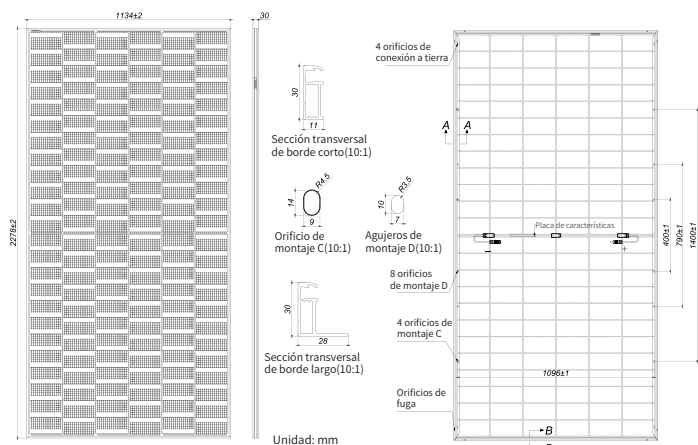 1134±2
30
2278±2
30
11
Sección transversal
de borde corto(10:1)
R4.5
14
9
Orificio de
montaje C(10:1)
R3.5
10
7
Agujeros de
montaje D(10:1)
30
28
Sección transversal
de borde largo(10:1)
Unidad: mm
4 orificios de
conexión a tierra
A
A
Placa de características
-
+
400±1
790±1
1400±1
8 orificios
de montaje D
4 orificios de
montaje C
1096±1
Orificios de
fuga
B